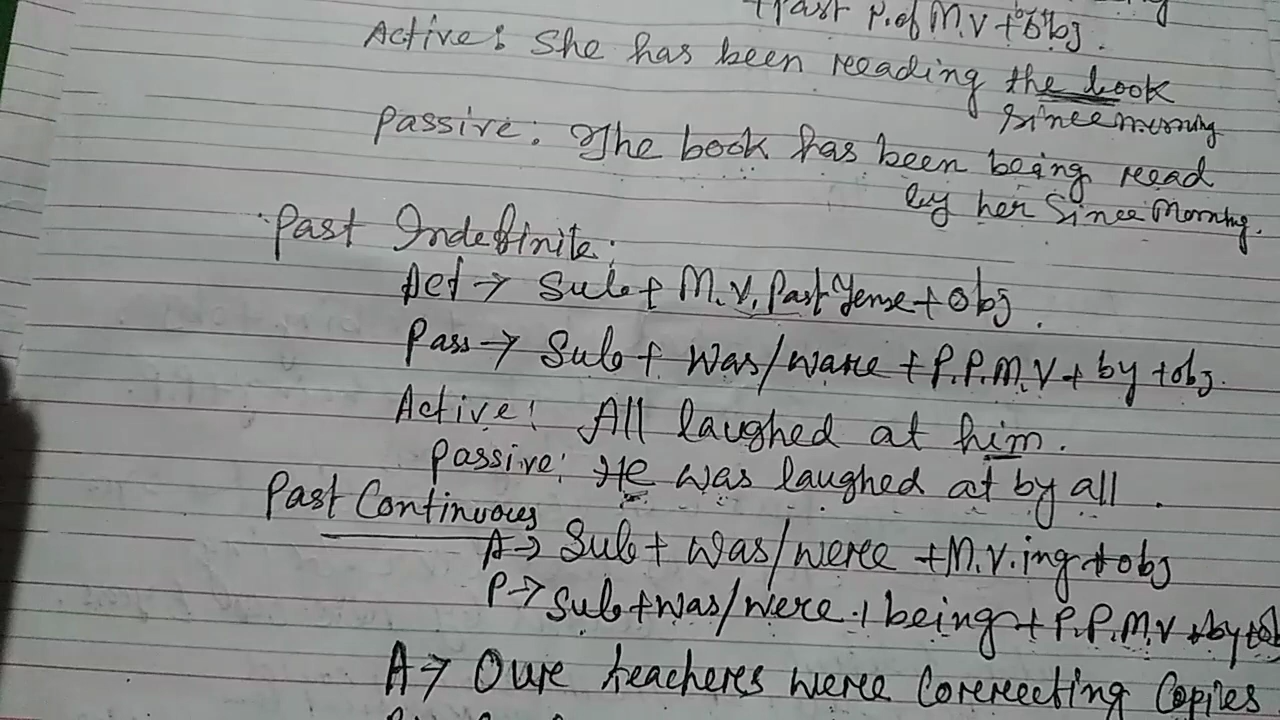 +Past P. of M.V + by + obj.
Active: She has been reading the book
Since morning
Passive: The book has been being read
by her Since Morning.
Past Indefinite:
Act → Sub + M.V. Past Tense + obj.
Pass → Sub + was/ware + P.P.M.V + by + obj.
Active: All laughed at him.
Passive: He was laughed at by all.
Past Continuous
A → Sub + was/were + M.V.ing + obj
P → Sub + was/were + being + P.P.M.V + by +
A → Our teachers were correcting Copies